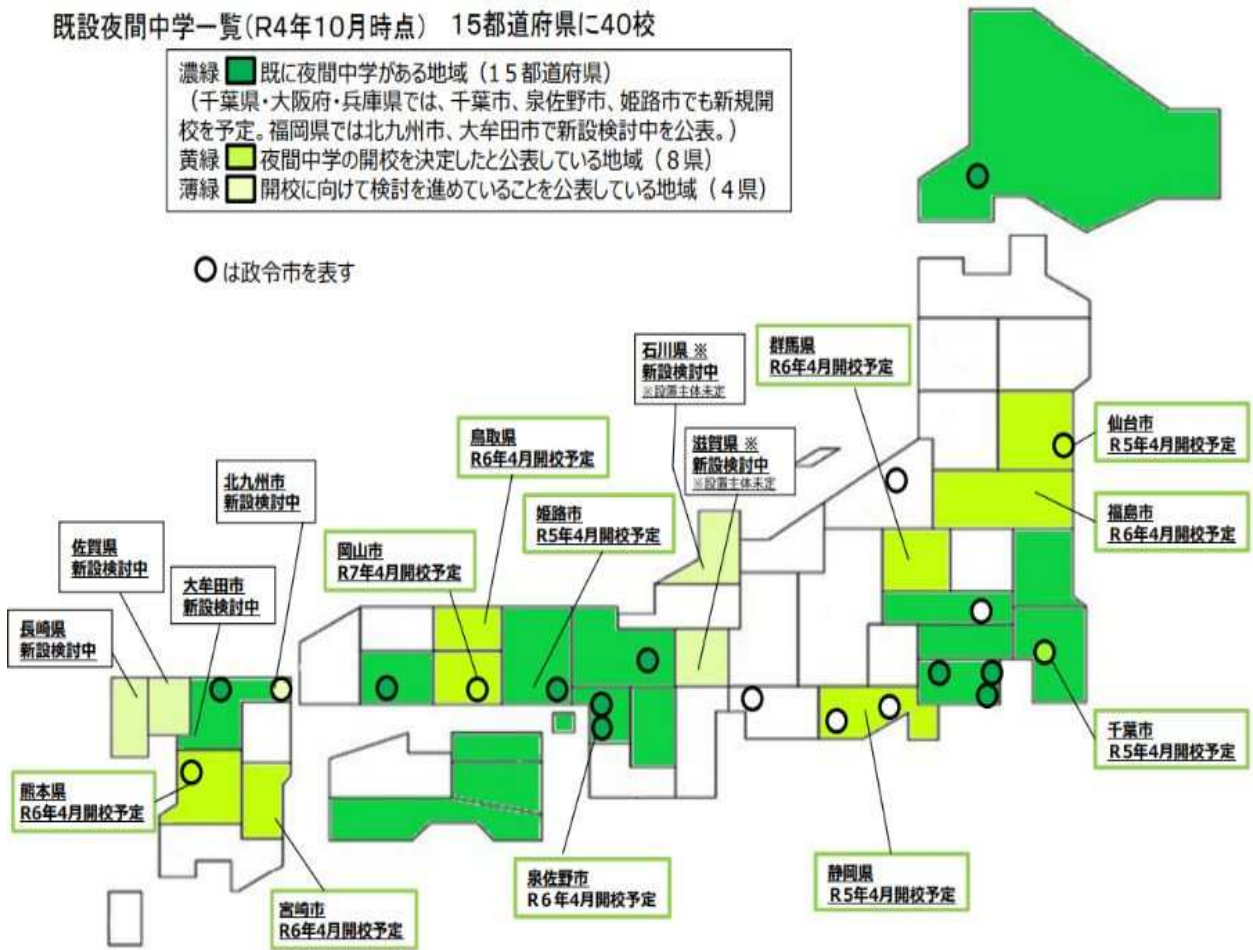 既設夜間中学一覧(R4年10月時点) 15都道府県に40校
濃緑 既に夜間中学がある地域（１５都道府県）
（千葉県・大阪府・兵庫県では、千葉市、泉佐野市、姫路市でも新規開
校を予定。福岡県では北九州市、大牟田市で新設検討中を公表。）
黄緑 夜間中学の開校を決定したと公表している地域（８県）
薄緑 開校に向けて検討を進めていることを公表している地域（４県）
は政令市を表す
石川県 ※
新設検討中
※設置主体未定
群馬県
R6年4月開校予定
仙台市
R5年4月開校予定
鳥取県
R6年4月開校予定
滋賀県 ※
新設検討中
※設置主体未定
北九州市
新設検討中
姫路市
R5年4月開校予定
福島市
R6年4月開校予定
佐賀県
新設検討中
岡山市
R7年4月開校予定
大牟田市
新設検討中
長崎県
新設検討中
千葉市
R5年4月開校予定
熊本県
R6年4月開校予定
泉佐野市
R６年4月開校予定
静岡県
R5年4月開校予定
宮崎市
R6年4月開校予定